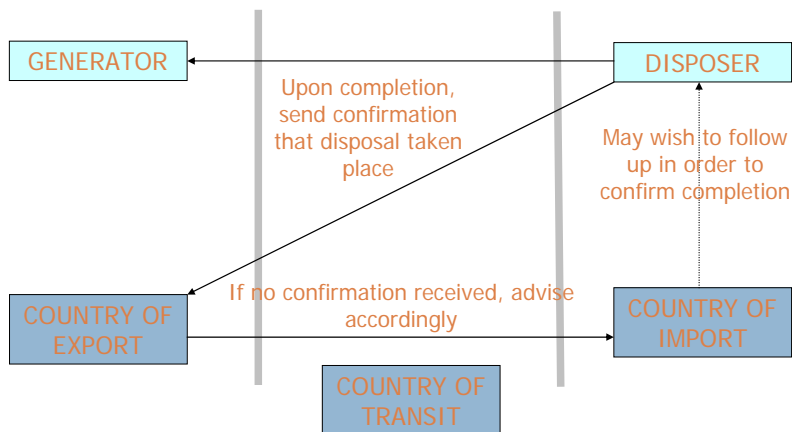 GENERATOR
DISPOSER
Upon completion,
send confirmation
that disposal taken
place
May wish to follow
up in order to
confirm completion
If no confirmation received, advise
accordingly
COUNTRY OF
EXPORT
COUNTRY OF
IMPORT
COUNTRY OF
TRANSIT